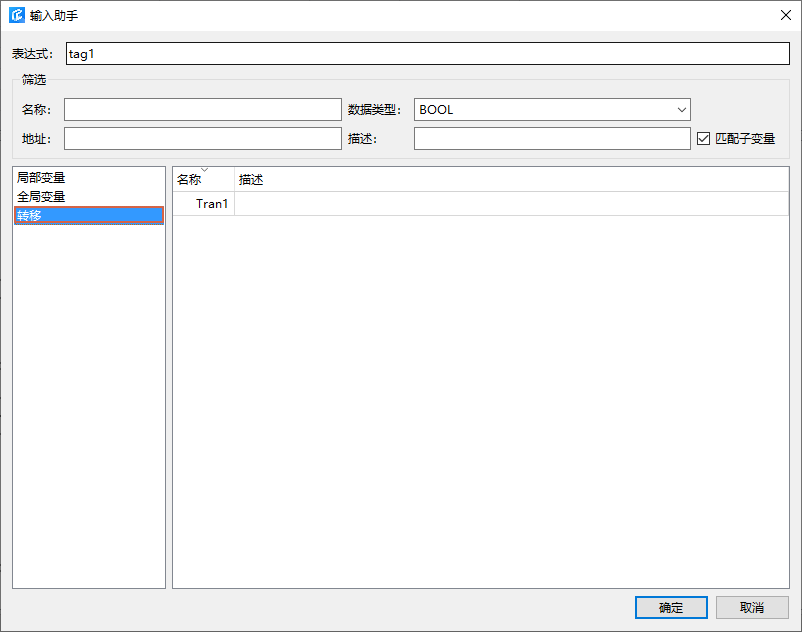 输入助手
表达式： tag1
筛选
名称： 数据类型： BOOL
地址： 描述： 匹配子变量
局部变量
全局变量
转移
名称 描述
Tran1
确定 取消